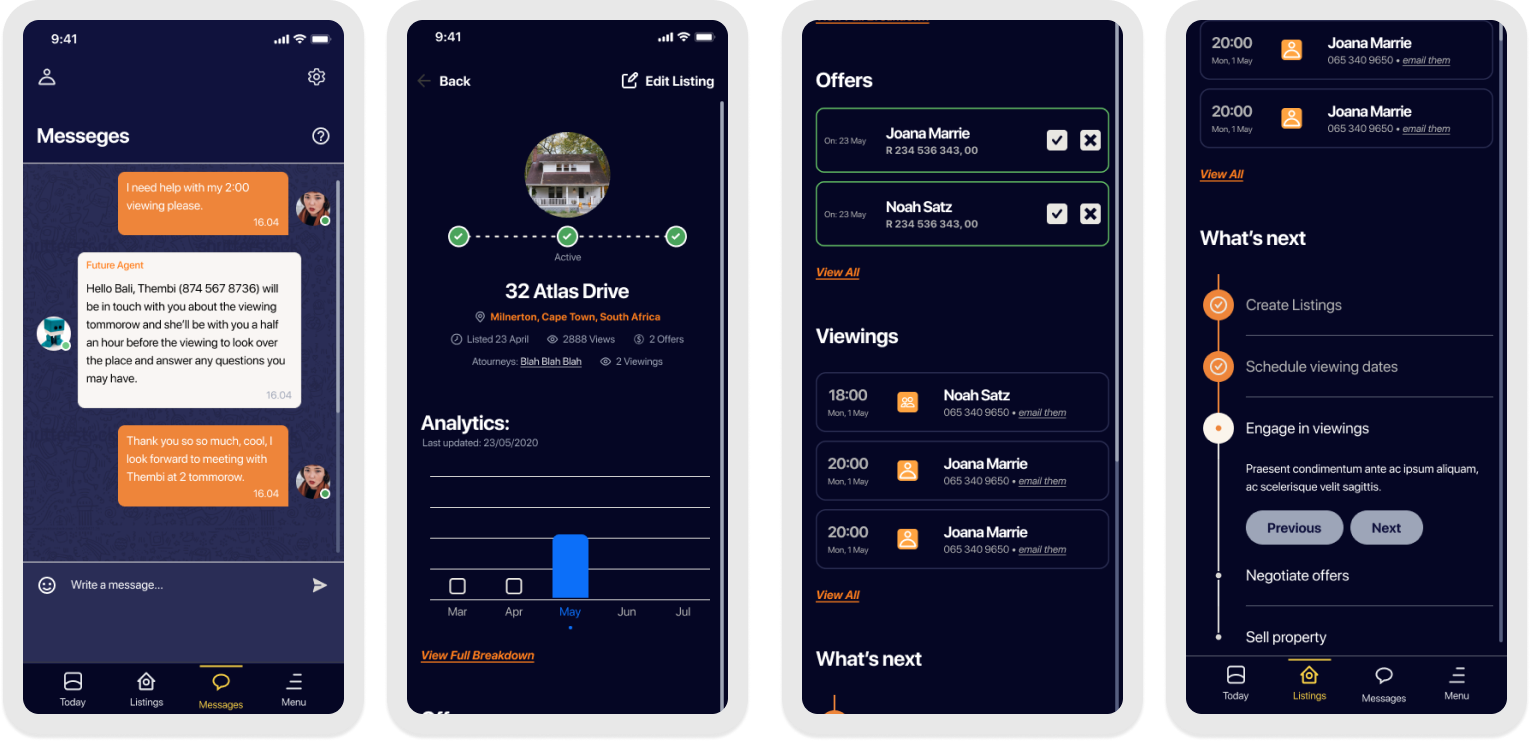 9:41
Messeges
I need help with my 2:00
viewing please.
16.04
Future Agent
Hello Bali, Thembi (874 567 8736) will
be in touch with you about the viewing
tommorow and she'll be with you a half
an hour before the viewing to look over
the place and answer any questions you
may have.
16.04
Thank you so so much, cool, I
look forward to meeting with
Thembi at 2 tommorow.
16.04
Write a message...
Today
Listings
Messages
Menu
9:41
Back
Edit Listing
Active
32 Atlas Drive
Milnerton, Cape Town, South Africa
Listed 23 April 2888 Views 2 Offers
Atourneys: Blah Blah Blah 2 Viewings
Analytics:
Last updated: 23/05/2020
Mar Apr May Jun Jul
View Full Breakdown
Offers
On: 23 May
Joana Marrie
R 234 536 343, 00
On: 23 May
Noah Satz
R 234 536 343, 00
View All
Viewings
18:00
Mon, 1 May
Noah Satz
065 340 9650 • email them
20:00
Mon, 1 May
Joana Marrie
065 340 9650 • email them
20:00
Mon, 1 May
Joana Marrie
065 340 9650 • email them
View All
What's next
20:00
Mon, 1 May
Joana Marrie
065 340 9650 • email them
20:00
Mon, 1 May
Joana Marrie
065 340 9650 • email them
View All
What's next
Create Listings
Schedule viewing dates
Engage in viewings
Praesent condimentum ante ac ipsum aliquam,
ac scelerisque velit sagittis.
Previous
Next
Negotiate offers
Sell property
Today
Listings
Messages
Menu